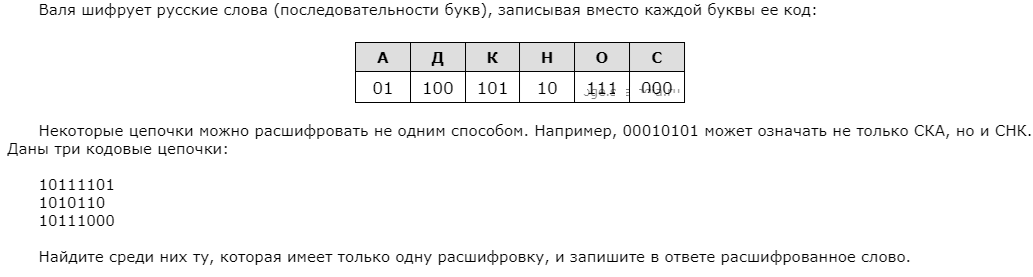 Валя шифрует русские слова (последовательности букв), записывая вместо каждой буквы ее код:
А Д К Н О С
01 100 101 10 111 000
Некоторые цепочки можно расшифровать не одним способом. Например, 00010101 может означать не только СКА, но и СНК.
Даны три кодовые цепочки:
10111101
1010110
10111000
Найдите среди них ту, которая имеет только одну расшифровку, и запишите в ответе расшифрованное слово.